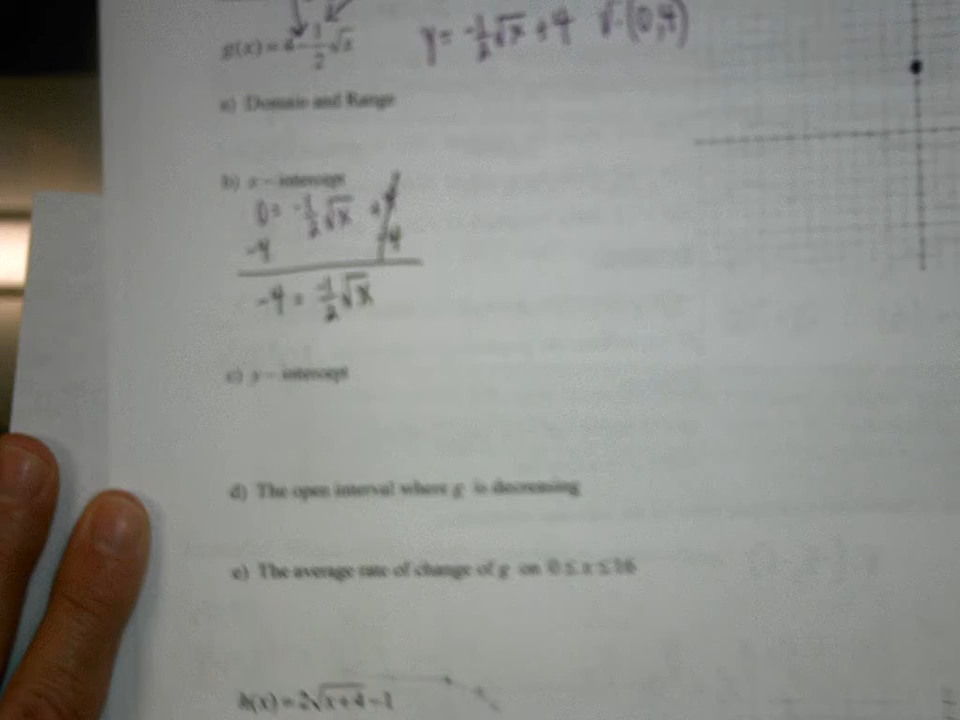 g(x) = 4 - 1/2 √x y = -1/2 √x + 4 V-(0,4)
a) Domain and Range
b) x - intercept
0 = -1/2 √x + 4
-4 -4
-4 = -1/2 √x
c) y - intercept
d) The open interval where g is decreasing
e) The average rate of change of g on 0 ≤ x ≤ 16
h(x) = 2√x+4 - 1